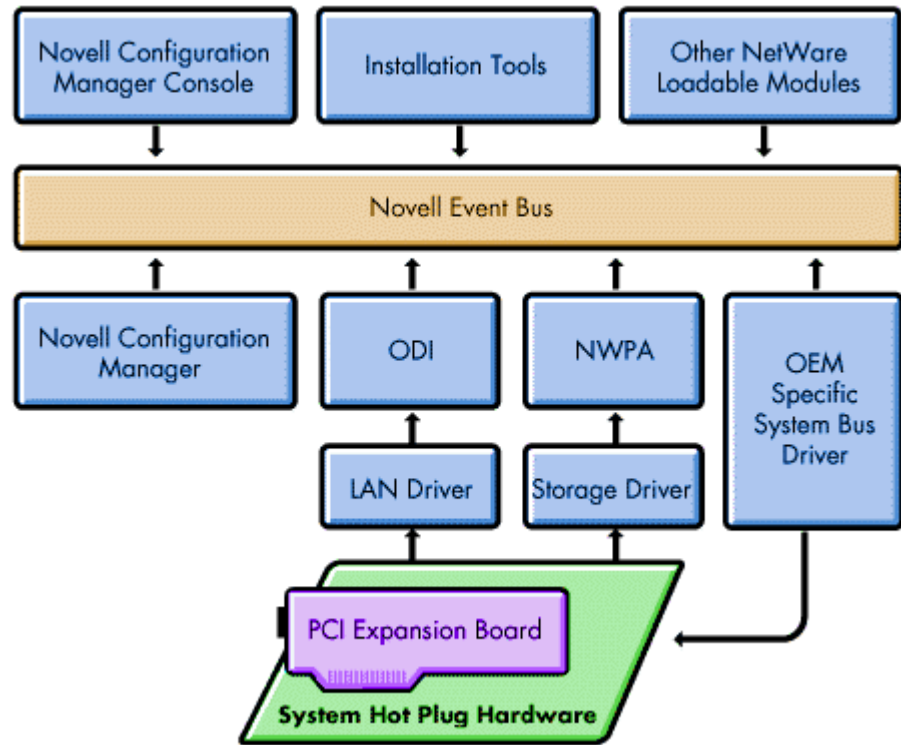 Novell Configuration
Manager Console
Installation Tools
Other NetWare
Loadable Modules
Novell Event Bus
Novell Configuration
Manager
ODI
NWPA
OEM
Specific
System Bus
Driver
LAN Driver
Storage Driver
PCI Expansion Board
System Hot Plug Hardware